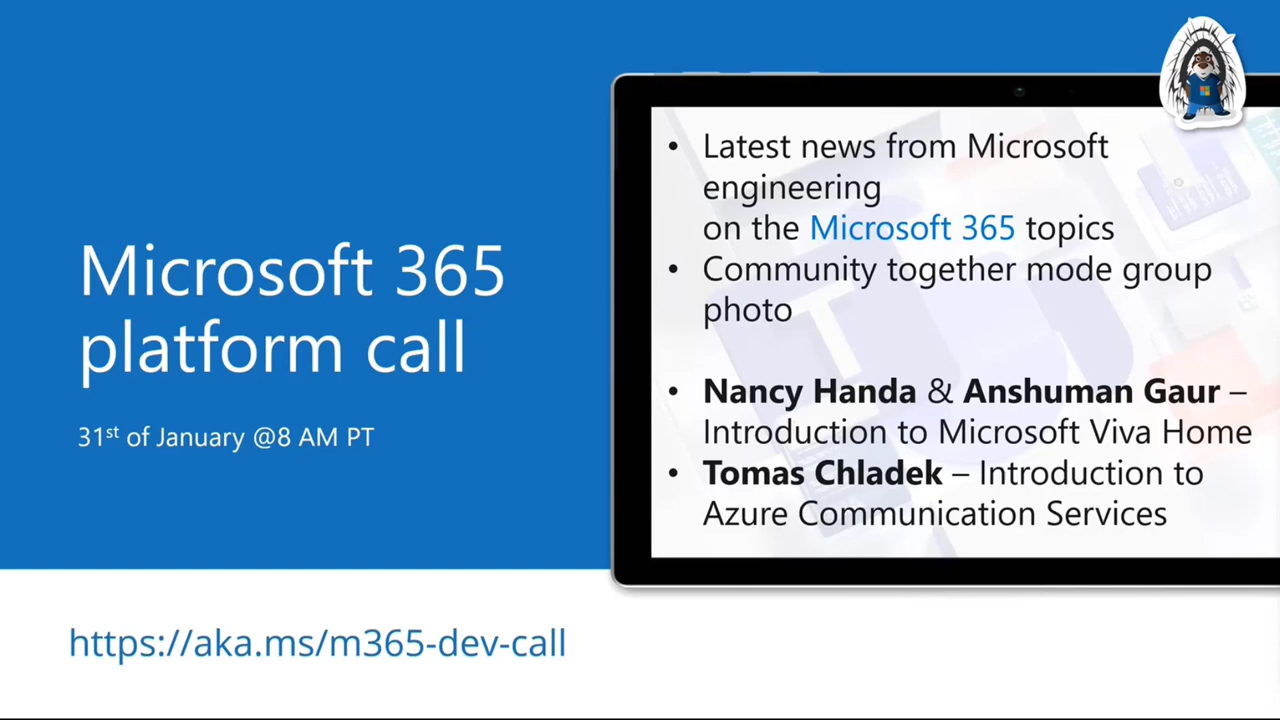 Microsoft 365
platform call
31st of January @8 AM PT
https://aka.ms/m365-dev-call
• Latest news from Microsoft
engineering
on the Microsoft 365 topics
• Community together mode group
photo
• Nancy Handa & Anshuman Gaur –
Introduction to Microsoft Viva Home
• Tomas Chladek – Introduction to
Azure Communication Services